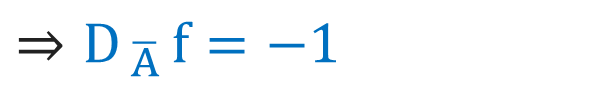 ⇒ D A̅ f = −1